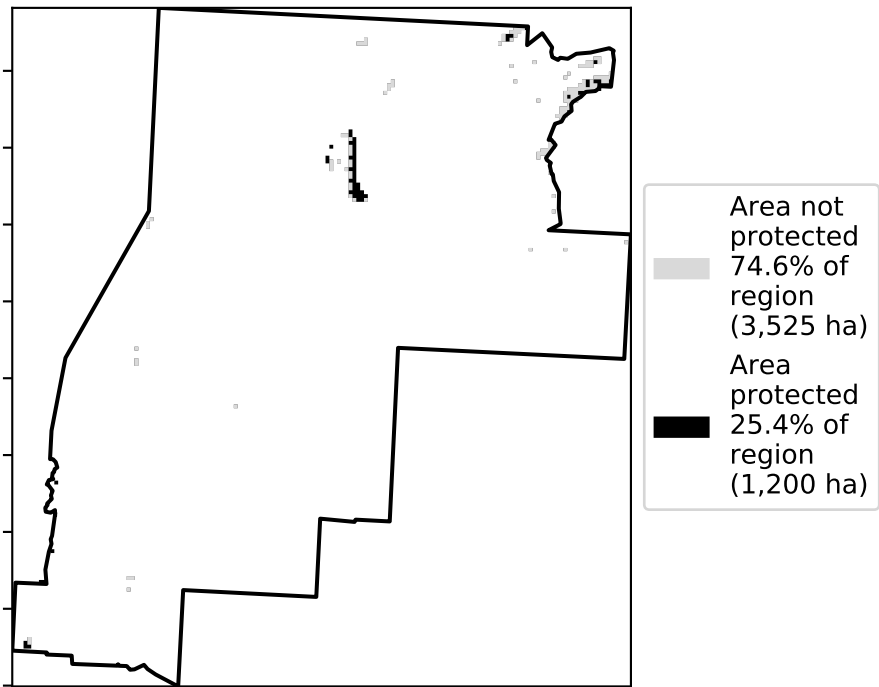 Area not
protected
74.6% of
region
(3,525 ha)
Area
protected
25.4% of
region
(1,200 ha)